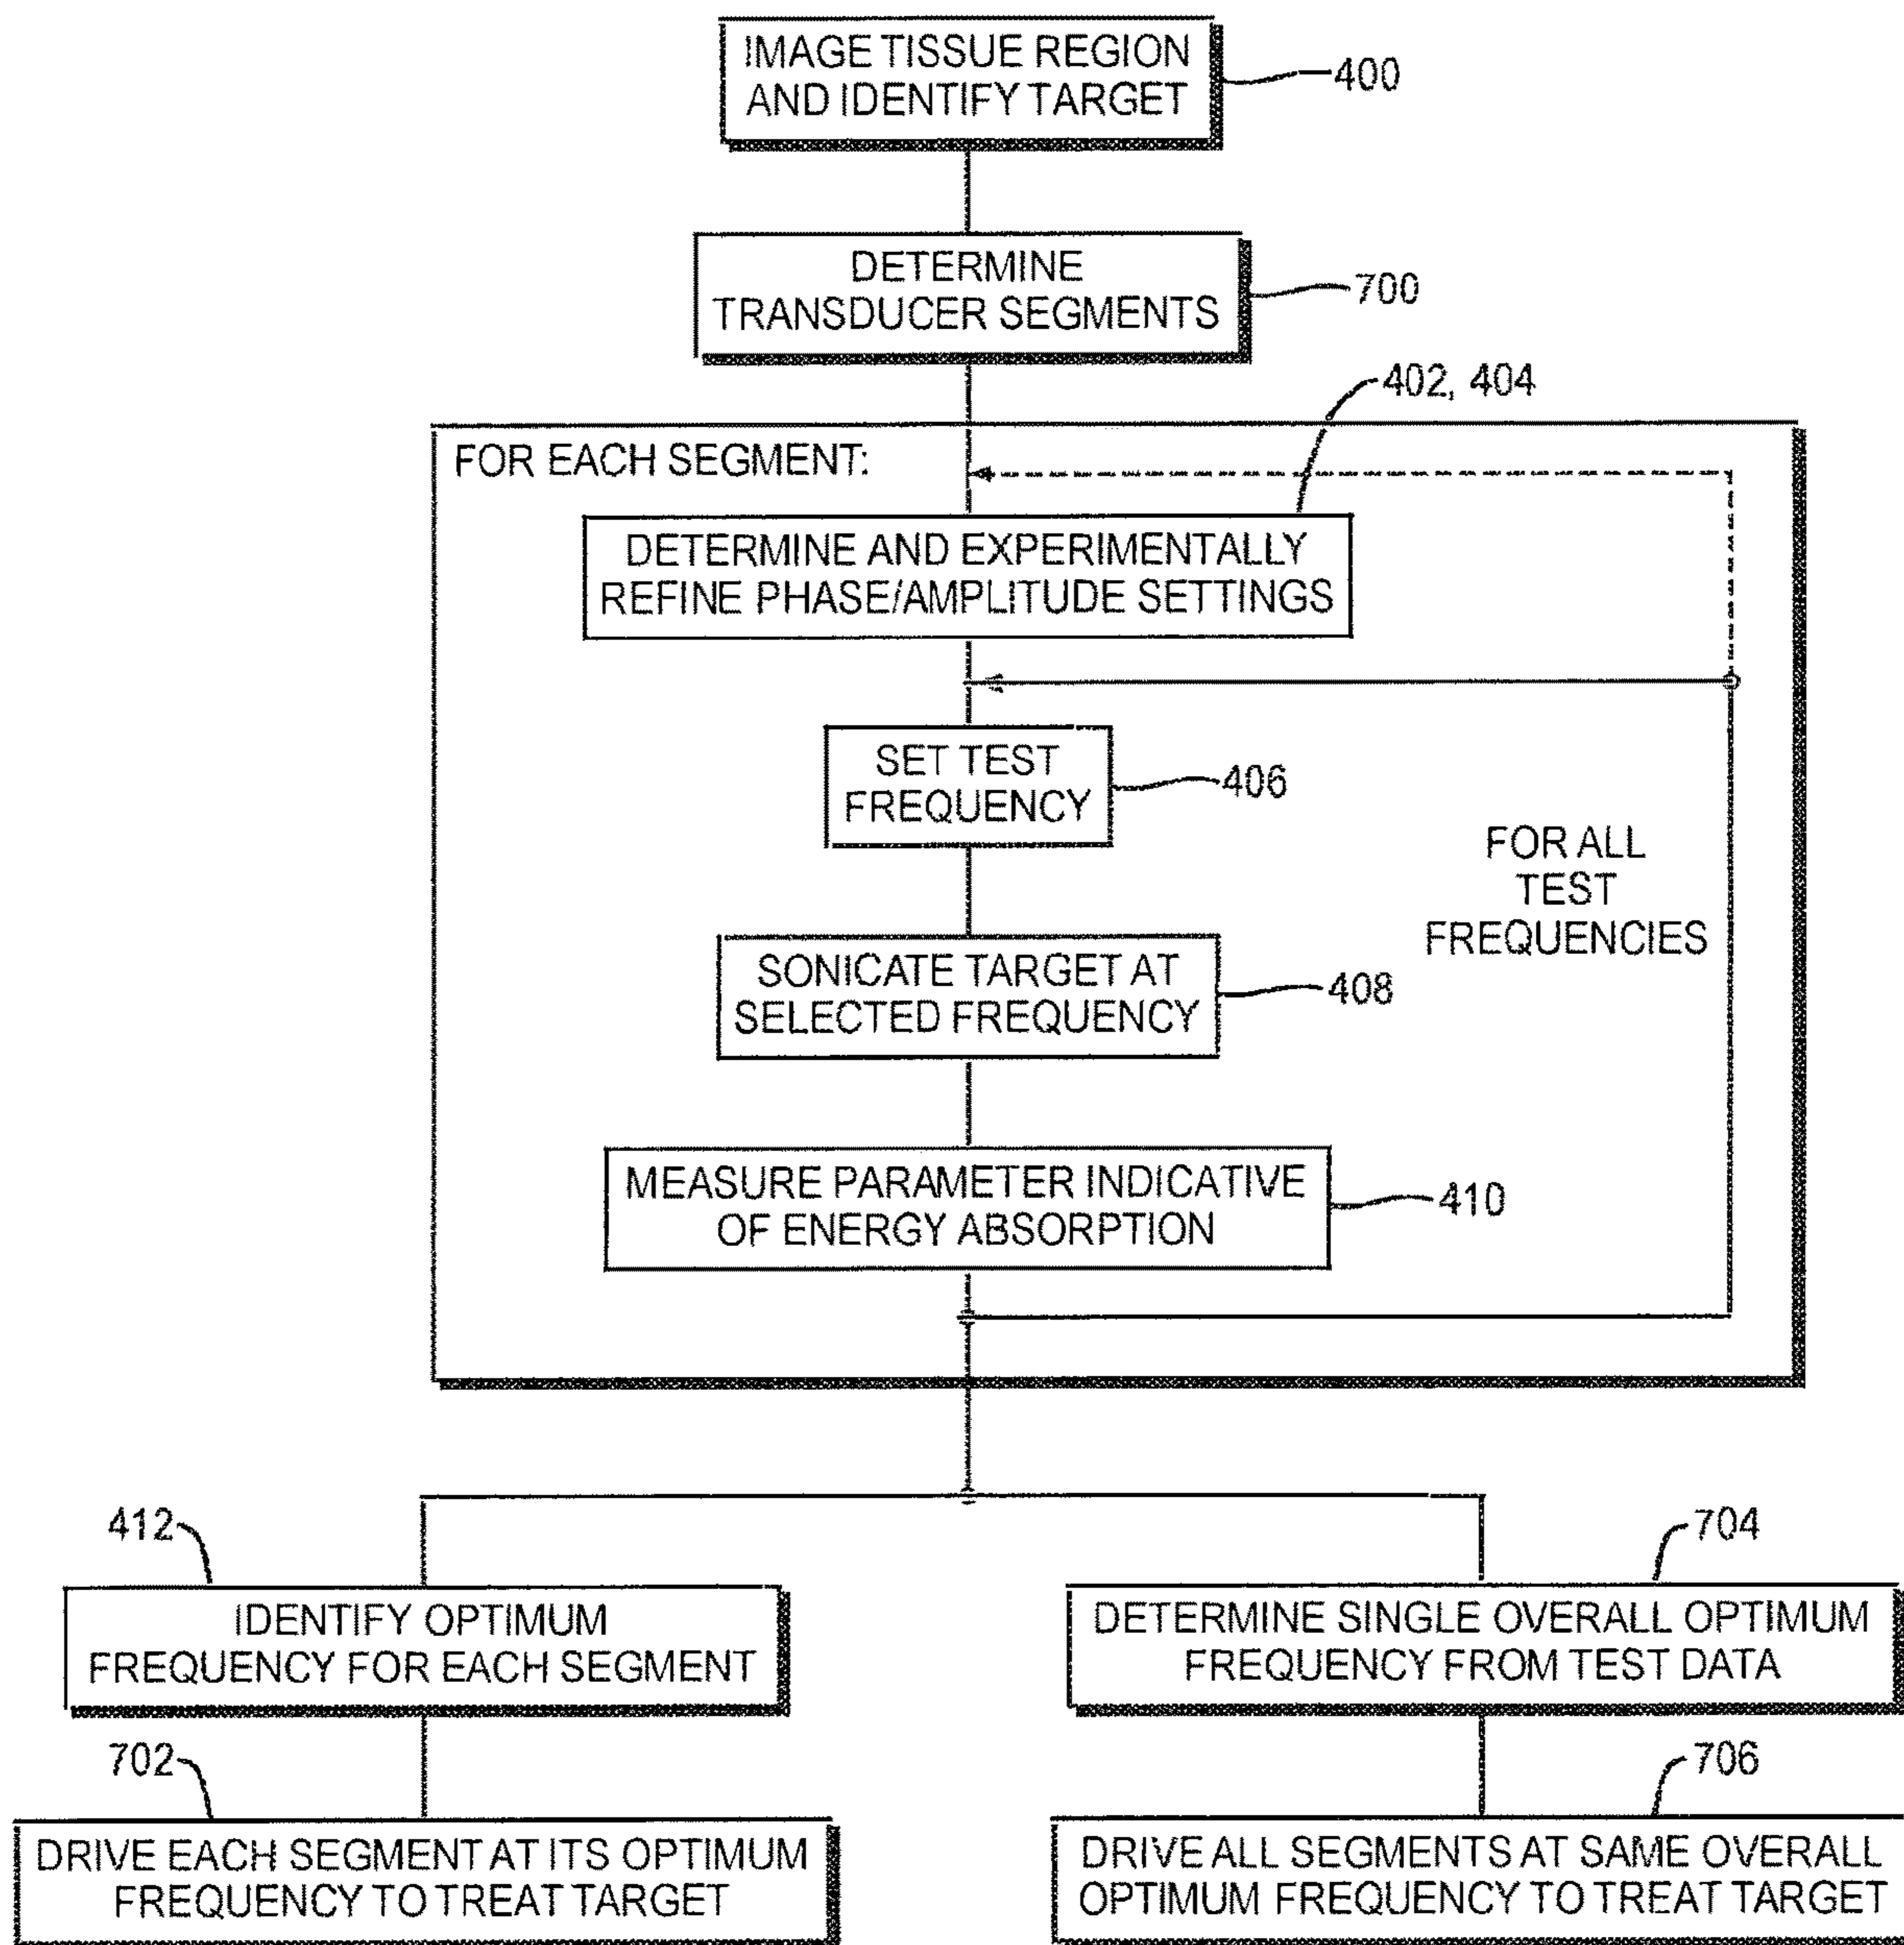 IMAGE TISSUE REGION
AND IDENTIFY TARGET
400
DETERMINE
TRANSDUCER SEGMENTS
700
402, 404
FOR EACH SEGMENT:
DETERMINE AND EXPERIMENTALLY
REFINE PHASE/AMPLITUDE SETTINGS
SET TEST
FREQUENCY
406
FOR ALL
TEST
FREQUENCIES
SONICATE TARGET AT
SELECTED FREQUENCY
408
MEASURE PARAMETER INDICATIVE
OF ENERGY ABSORPTION
410
412
IDENTIFY OPTIMUM
FREQUENCY FOR EACH SEGMENT
702
DRIVE EACH SEGMENT AT ITS OPTIMUM
FREQUENCY TO TREAT TARGET
704
DETERMINE SINGLE OVERALL OPTIMUM
FREQUENCY FROM TEST DATA
706
DRIVE ALL SEGMENTS AT SAME OVERALL
OPTIMUM FREQUENCY TO TREAT TARGET